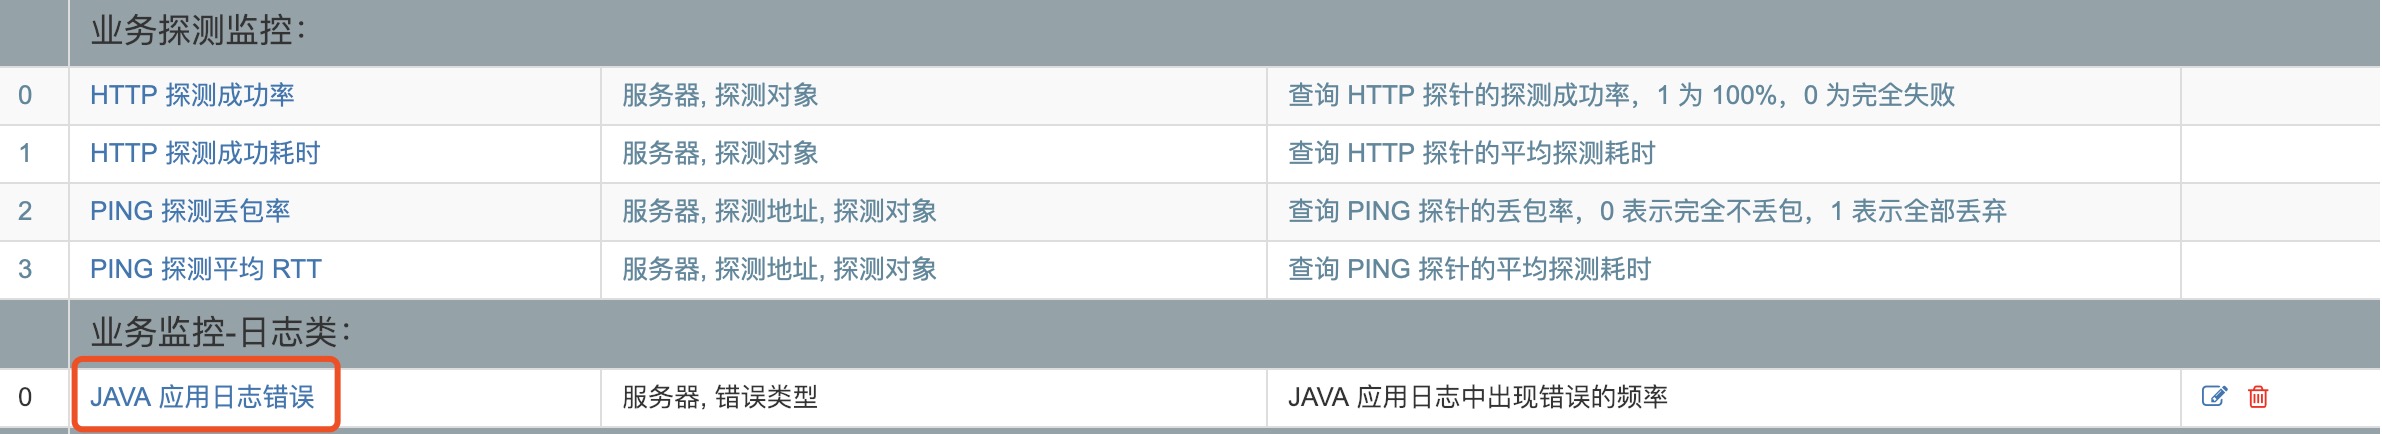 业务探测监控：
0 HTTP 探测成功率 服务器, 探测对象 查询 HTTP 探针的探测成功率，1 为 100%，0 为完全失败
1 HTTP 探测成功耗时 服务器, 探测对象 查询 HTTP 探针的平均探测耗时
2 PING 探测丢包率 服务器, 探测地址, 探测对象 查询 PING 探针的丢包率，0 表示完全不丢包，1 表示全部丢弃
3 PING 探测平均 RTT 服务器, 探测地址, 探测对象 查询 PING 探针的平均探测耗时
业务监控-日志类：
0 JAVA 应用日志错误 服务器, 错误类型 JAVA 应用日志中出现错误的频率